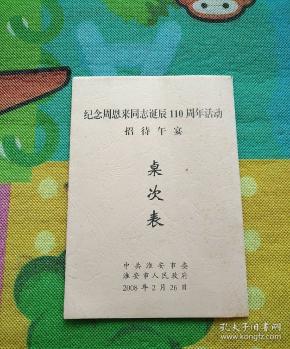 纪念周恩来同志诞辰110周年活动
招待午宴
桌次表
中共淮安市委
淮安市人民政府
2008年2月26日
孔夫子旧书网